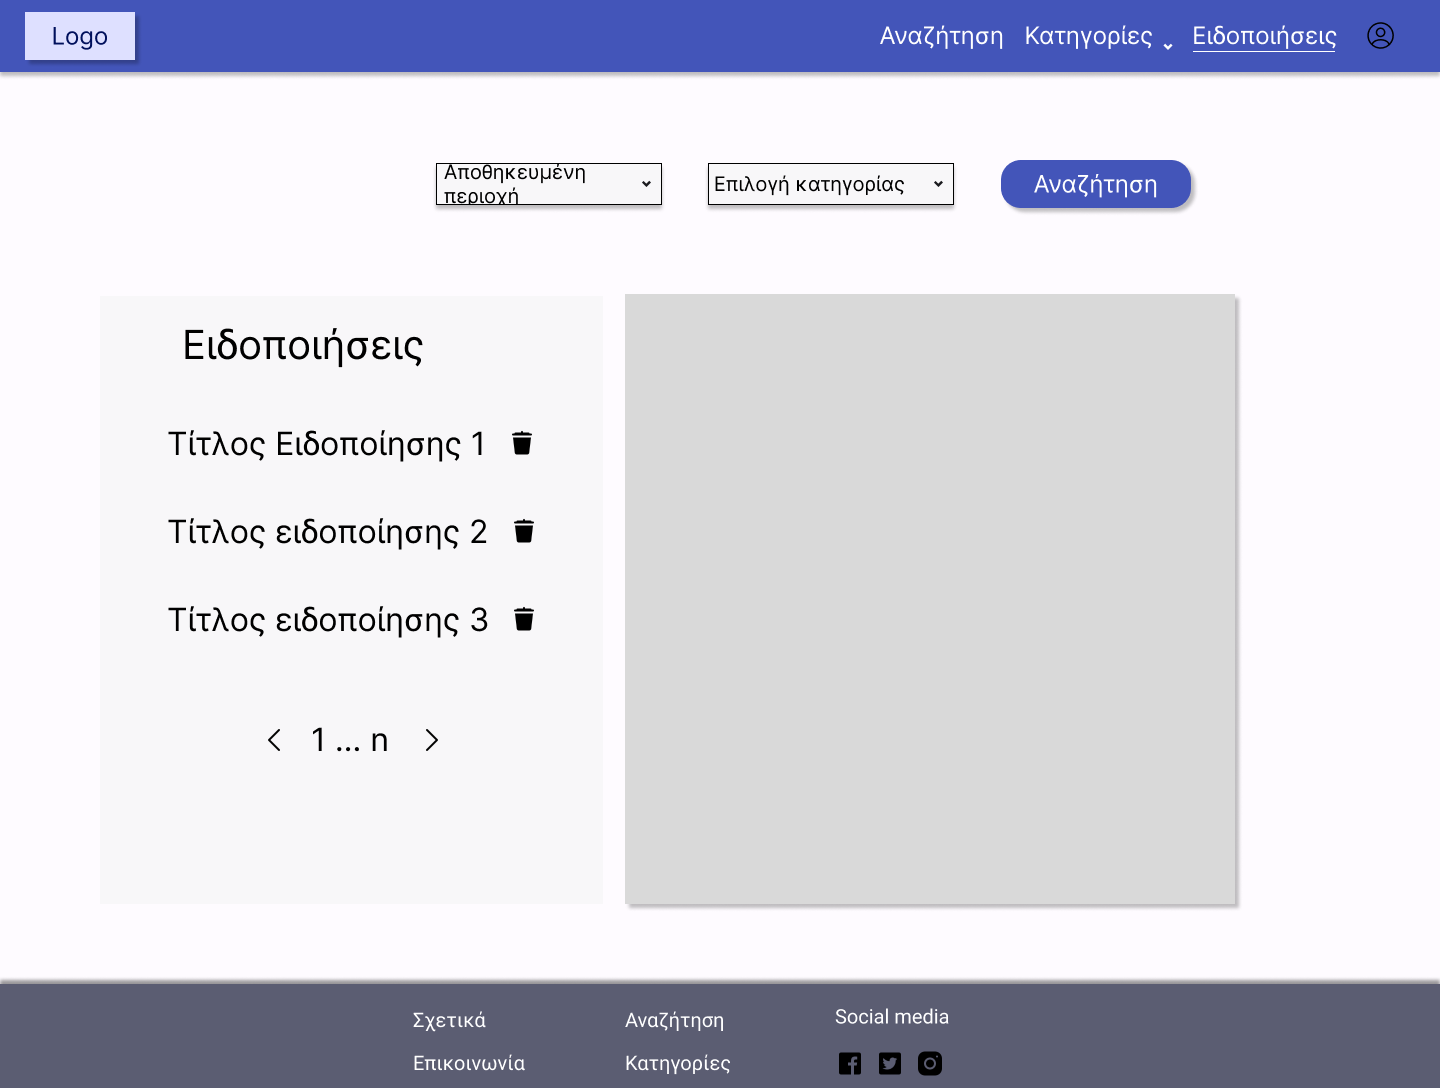 Logo
Αναζήτηση Κατηγορίες Ειδοποιήσεις
Αποθηκευμένη
περιοχή
Επιλογή κατηγορίας
Αναζήτηση
Ειδοποιήσεις
Τίτλος Ειδοποίησης 1
Τίτλος ειδοποίησης 2
Τίτλος ειδοποίησης 3
1 ... n
Σχετικά
Αναζήτηση
Social media
Επικοινωνία
Κατηγορίες